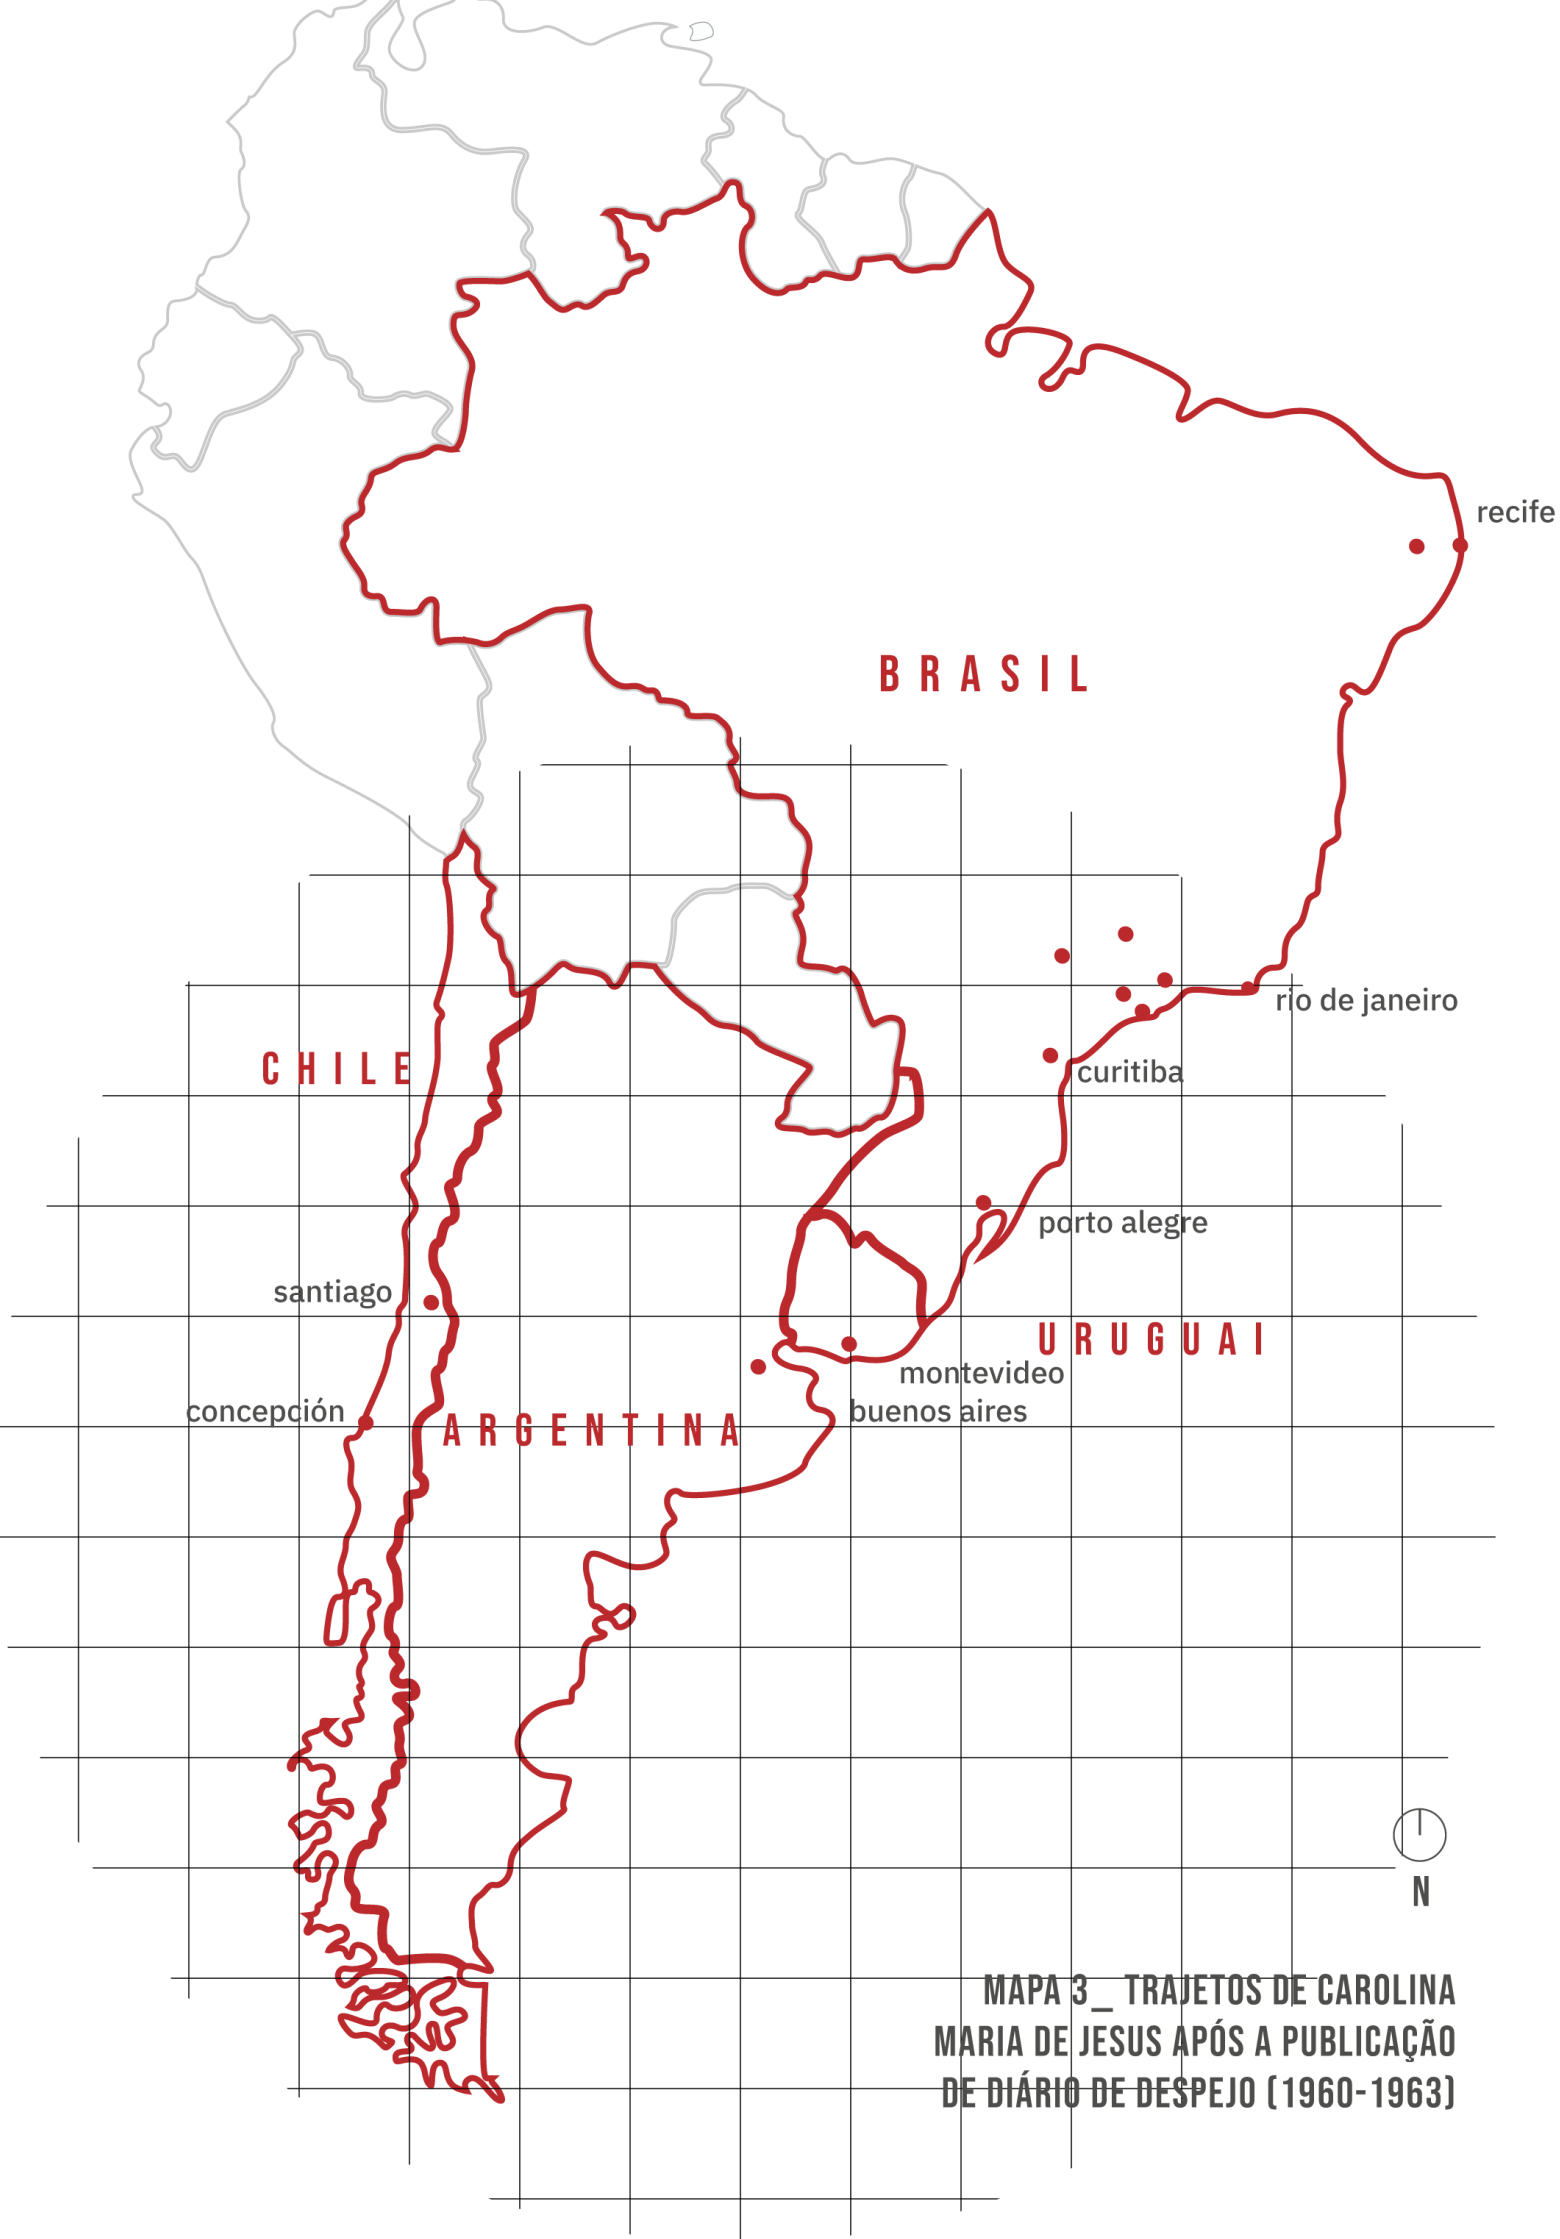 recife
BRASIL
rio de janeiro
CHILE
curitiba
porto alegre
santiago
URUGUAI
montevideo
concepción
buenos aires
ARGENTINA
N
MAPA 3_ TRAJETOS DE CAROLINA
MARIA DE JESUS APÓS A PUBLICAÇÃO
DE DIÁRIO DE DESPEJO (1960-1963)